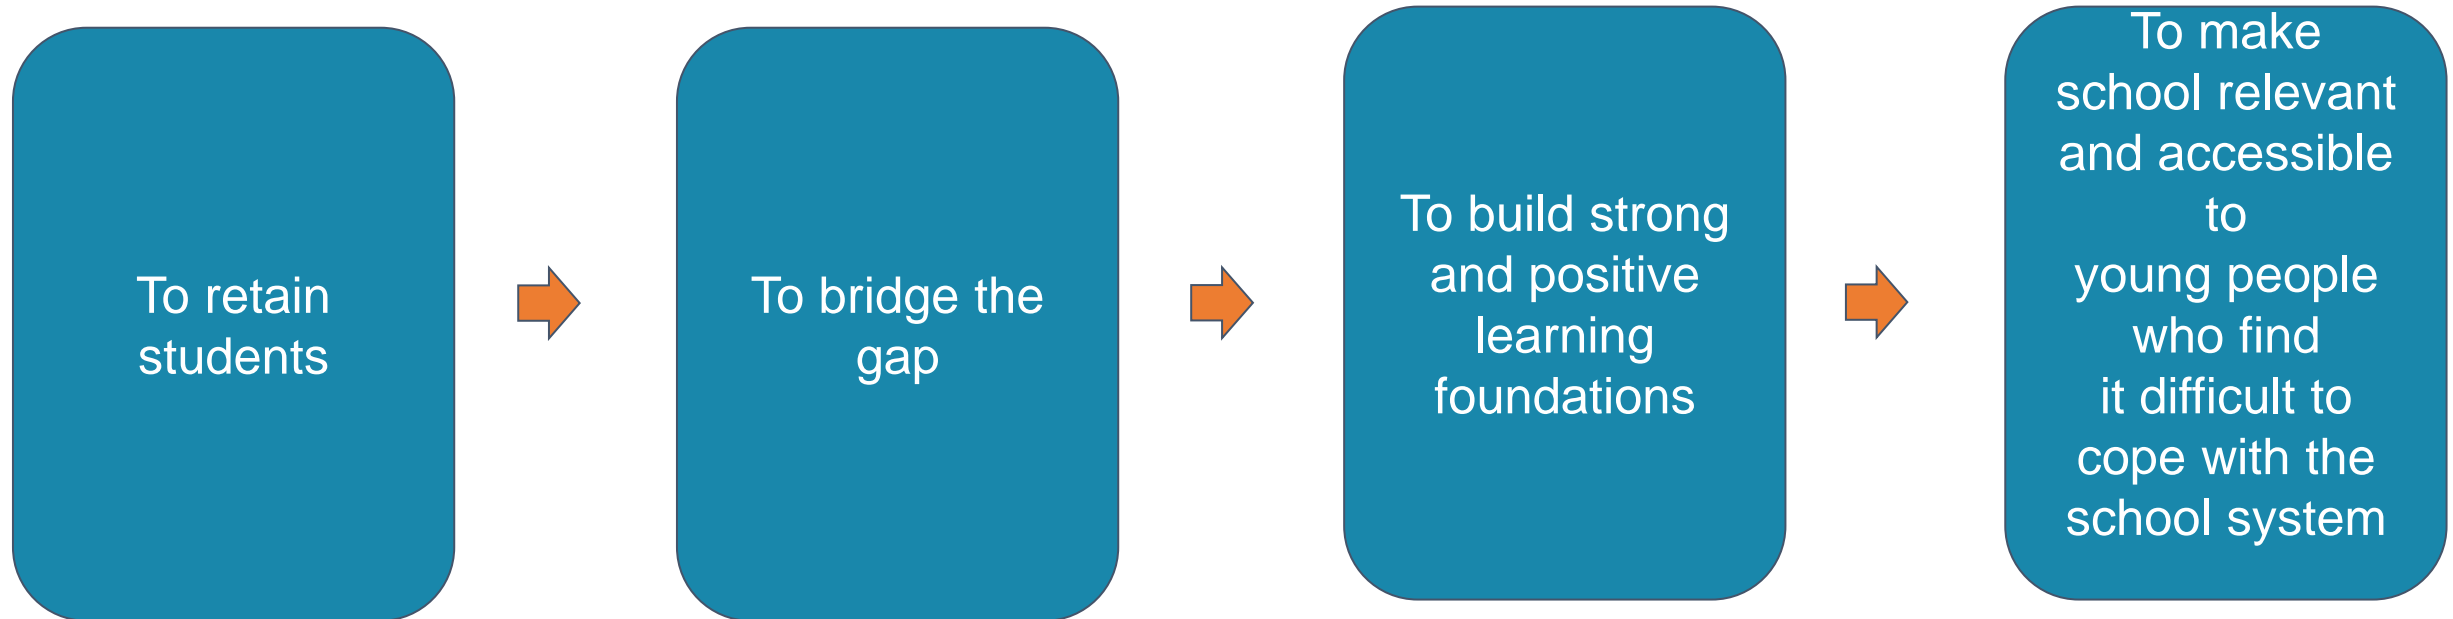 To retain
students
To bridge the
gap
To build strong
and positive
learning
foundations
To make
school relevant
and accessible
to
young people
who find
it difficult to
cope with the
school system